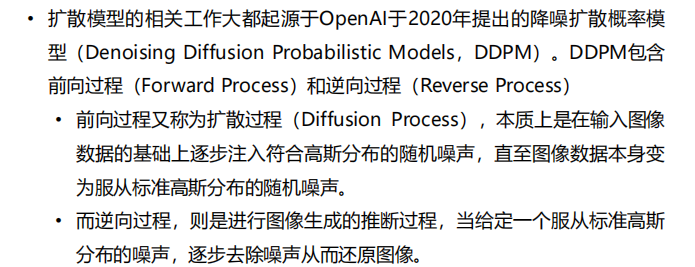 • 扩散模型的相关工作大都起源于OpenAI于2020年提出的降噪扩散概率模
型（Denoising Diffusion Probabilistic Models，DDPM）。DDPM包含
前向过程（Forward Process）和逆向过程（Reverse Process）
• 前向过程又称为扩散过程（Diffusion Process），本质上是在输入图像
数据的基础上逐步注入符合高斯分布的随机噪声，直至图像数据本身变
为服从标准高斯分布的随机噪声。
• 而逆向过程，则是进行图像生成的推断过程，当给定一个服从标准高斯
分布的噪声，逐步去除噪声从而还原图像。